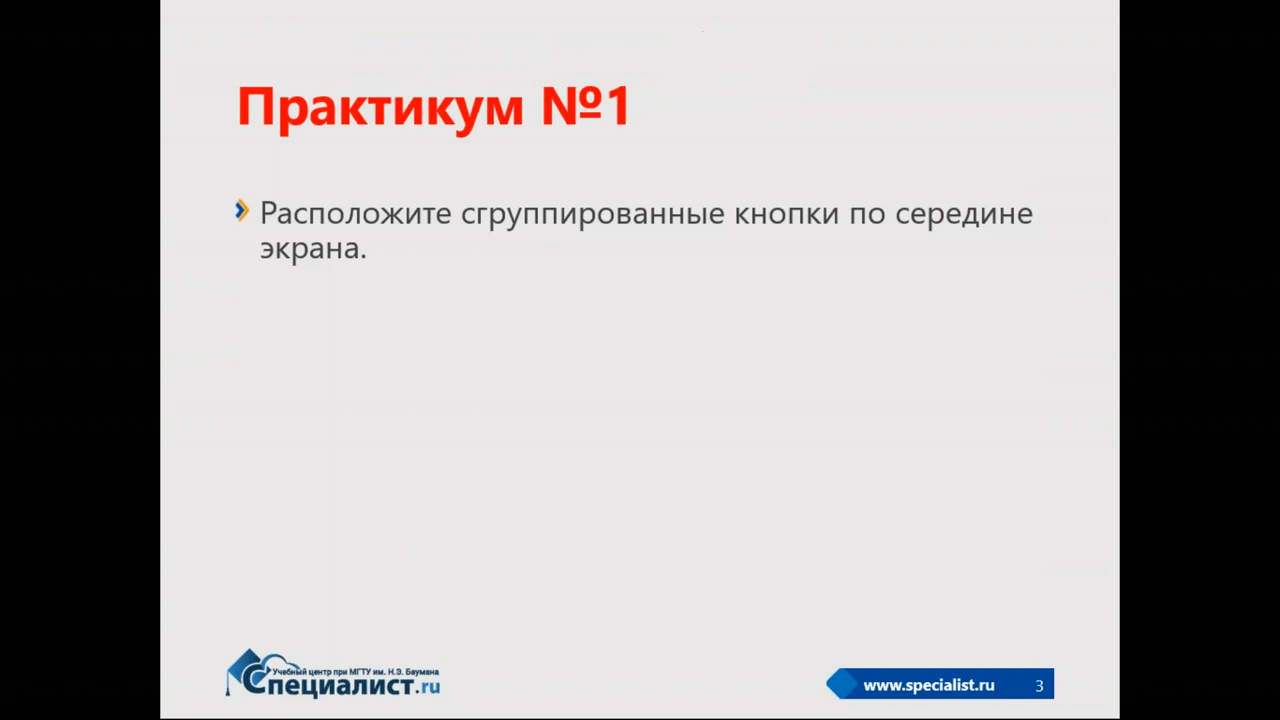 Практикум №1
Расположите сгруппированные кнопки по середине
экрана.
Учебный центр при МГТУ им. Н.Э. Баумана
Специалист.ru
www.specialist.ru 3